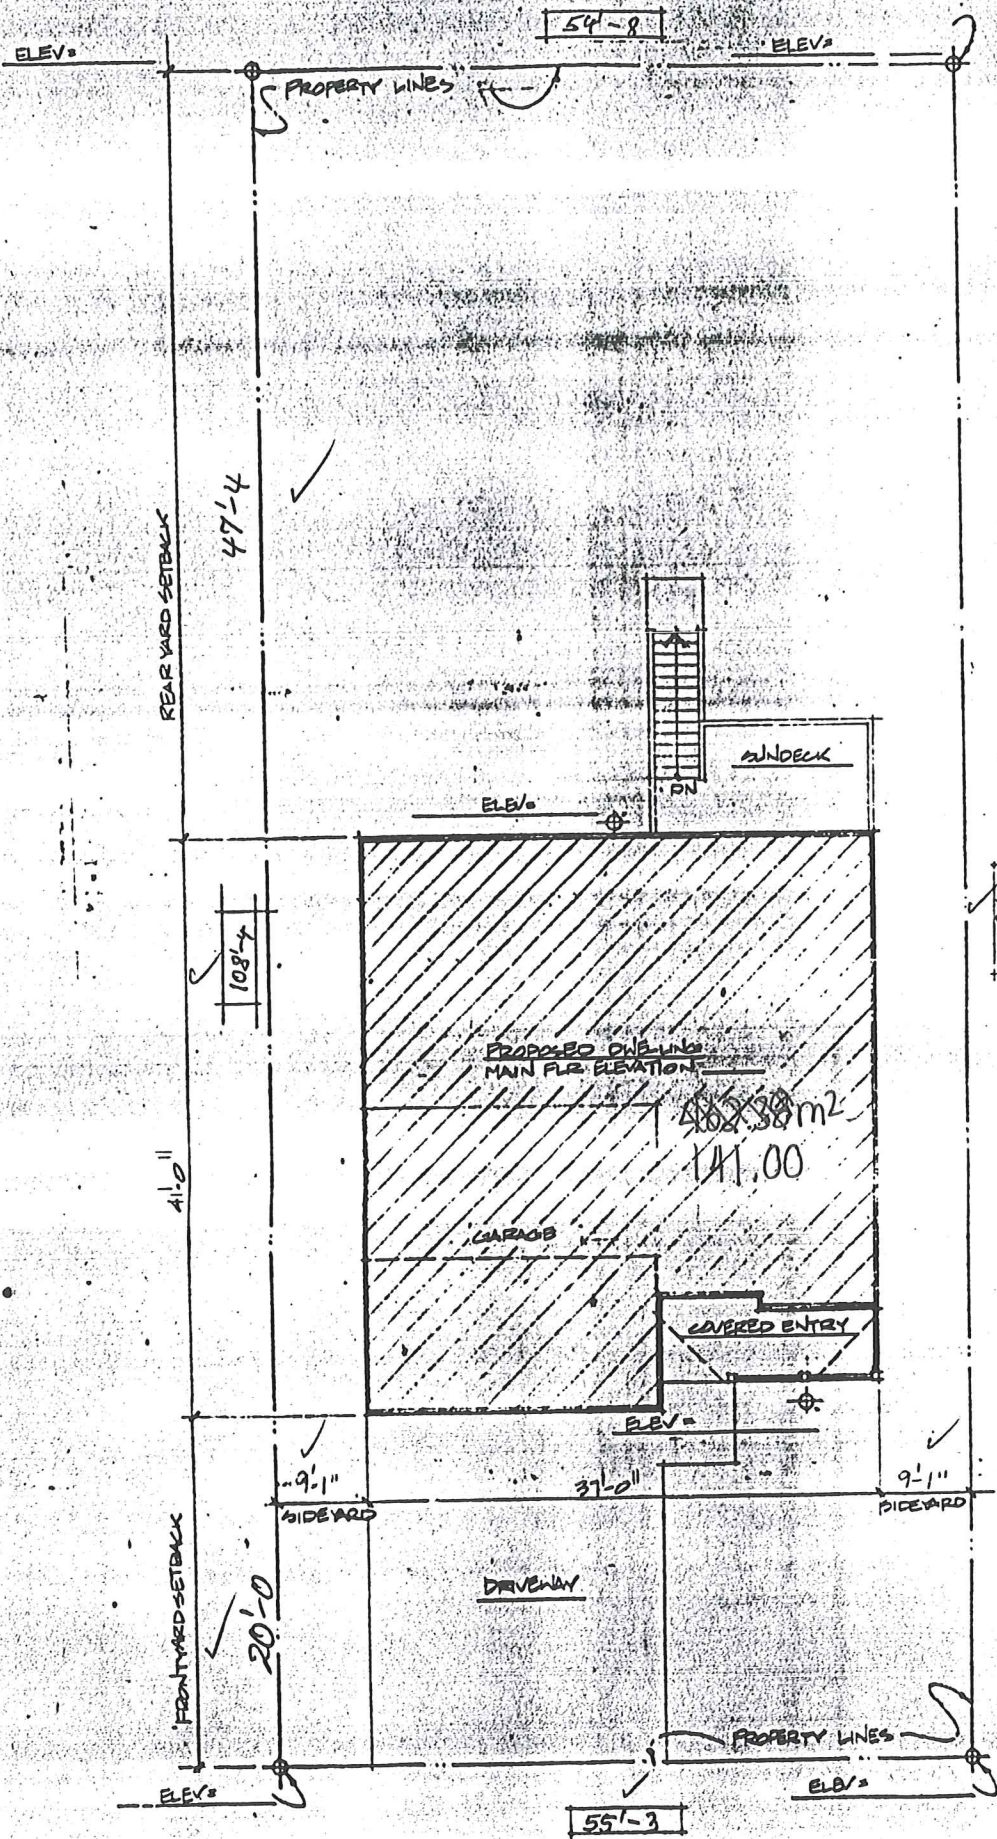 54'-8
ELEV=
ELEV=
PROPERTY LINES
47'-4
REAR YARD SETBACK
SUNDECK
DN
ELEV=
108'-4
PROPOSED DWELLING
MAIN FLR ELEVATION
141.00
41'-0"
GARAGE
COVERED ENTRY
ELEV=
9'-1"
37'-0"
9'-1"
SIDEYARD
SIDEYARD
DRIVEWAY
FRONTYARD SETBACK
20'-0
PROPERTY LINES
ELEV=
ELEV=
55'-3